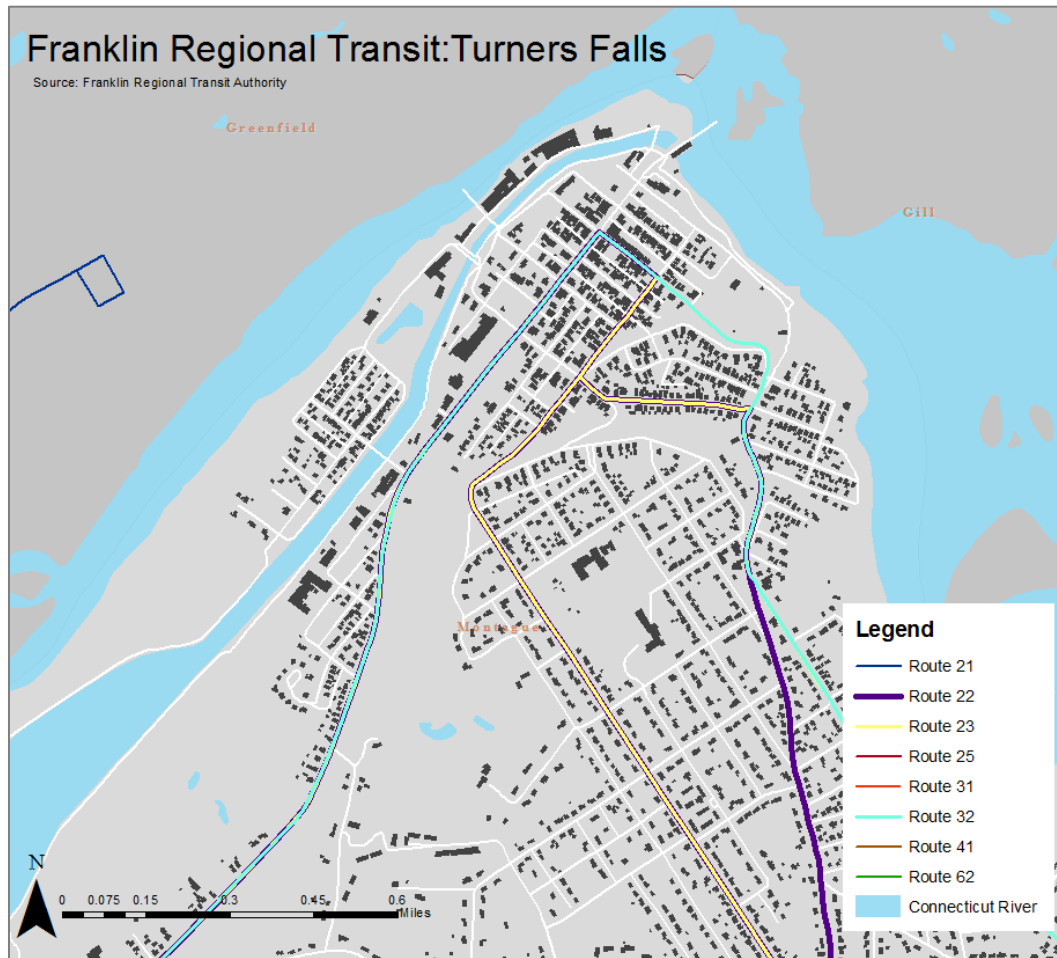 Franklin Regional Transit:Turners Falls
Source: Franklin Regional Transit Authority
Greenfield
Gill
Montague
Legend
Route 21
Route 22
Route 23
Route 25
Route 31
Route 32
Route 41
Route 62
Connecticut River
N
0 0.075 0.15 0.3 0.45 0.6
Miles